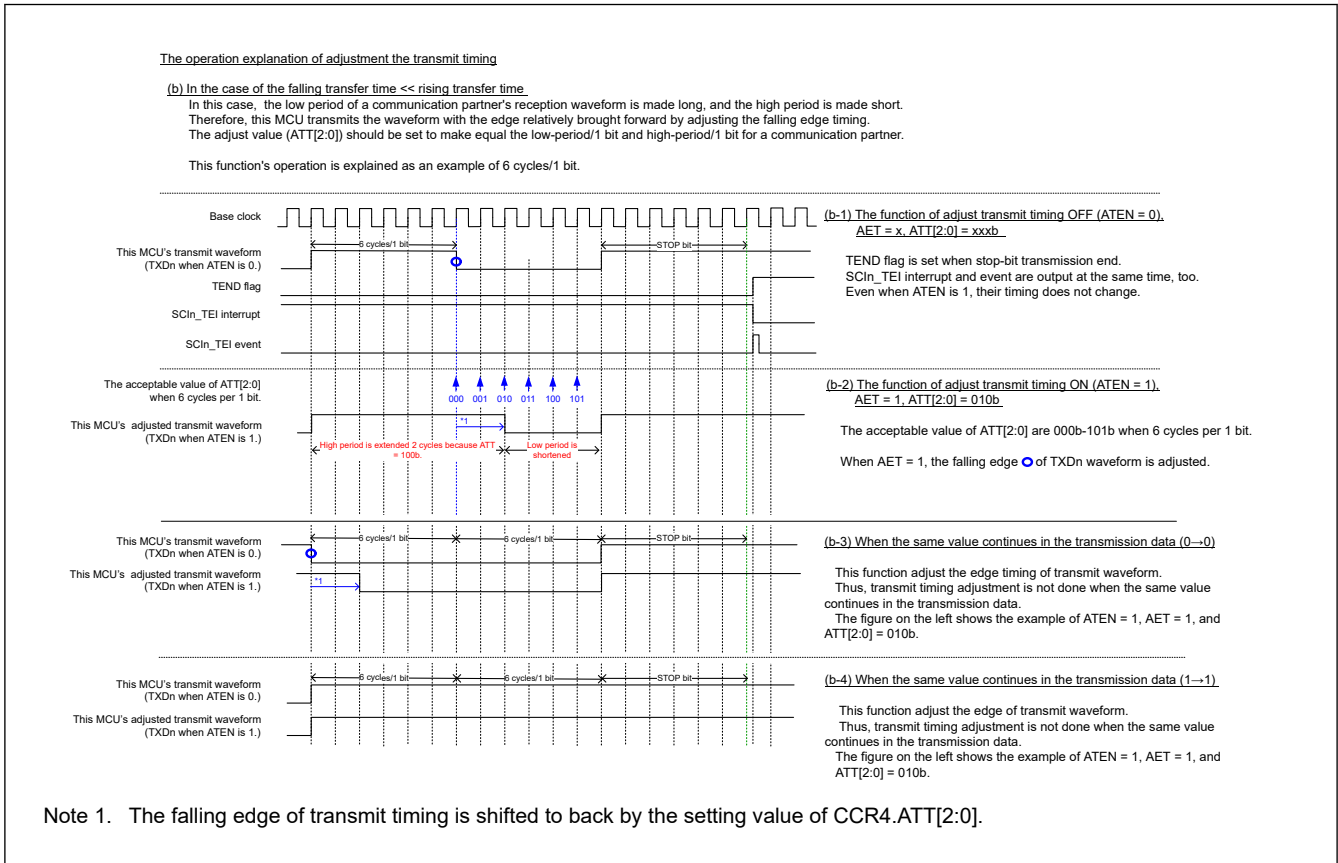 The operation explanation of adjustment the transmit timing
(b) In the case of the falling transfer time << rising transfer time
In this case, the low period of a communication partner's reception waveform is made long, and the high period is made short.
Therefore, this MCU transmits the waveform with the edge relatively brought forward by adjusting the falling edge timing.
The adjust value (ATT[2:0]) should be set to make equal the low-period/1 bit and high-period/1 bit for a communication partner.
This function's operation is explained as an example of 6 cycles/1 bit.
Base clock
This MCU's transmit waveform
(TXDn when ATEN is 0.)
6 cycles/1 bit
STOP bit
TEND flag
SCIn_TEI interrupt
SCIn_TEI event
(b-1) The function of adjust transmit timing OFF (ATEN = 0),
AET = x, ATT[2:0] = xxxb
TEND flag is set when stop-bit transmission end.
SCIn_TEI interrupt and event are output at the same time, too.
Even when ATEN is 1, their timing does not change.
The acceptable value of ATT[2:0]
when 6 cycles per 1 bit.
000 001 010 011 100 101
This MCU's adjusted transmit waveform
(TXDn when ATEN is 1.)
*1
High period is extended 2 cycles because ATT
= 100b.
Low period is
shortened
(b-2) The function of adjust transmit timing ON (ATEN = 1),
AET = 1, ATT[2:0] = 010b
The acceptable value of ATT[2:0] are 000b-101b when 6 cycles per 1 bit.
When AET = 1, the falling edge of TXDn waveform is adjusted.
This MCU's transmit waveform
(TXDn when ATEN is 0.)
6 cycles/1 bit
6 cycles/1 bit
STOP bit
This MCU's adjusted transmit waveform
(TXDn when ATEN is 1.)
*1
(b-3) When the same value continues in the transmission data (0→0)
This function adjust the edge timing of transmit waveform.
Thus, transmit timing adjustment is not done when the same value
continues in the transmission data.
The figure on the left shows the example of ATEN = 1, AET = 1, and
ATT[2:0] = 010b.
This MCU's transmit waveform
(TXDn when ATEN is 0.)
6 cycles/1 bit
6 cycles/1 bit
STOP bit
This MCU's adjusted transmit waveform
(TXDn when ATEN is 1.)
(b-4) When the same value continues in the transmission data (1→1)
This function adjust the edge of transmit waveform.
Thus, transmit timing adjustment is not done when the same value
continues in the transmission data.
The figure on the left shows the example of ATEN = 1, AET = 1, and
ATT[2:0] = 010b.
Note 1. The falling edge of transmit timing is shifted to back by the setting value of CCR4.ATT[2:0].